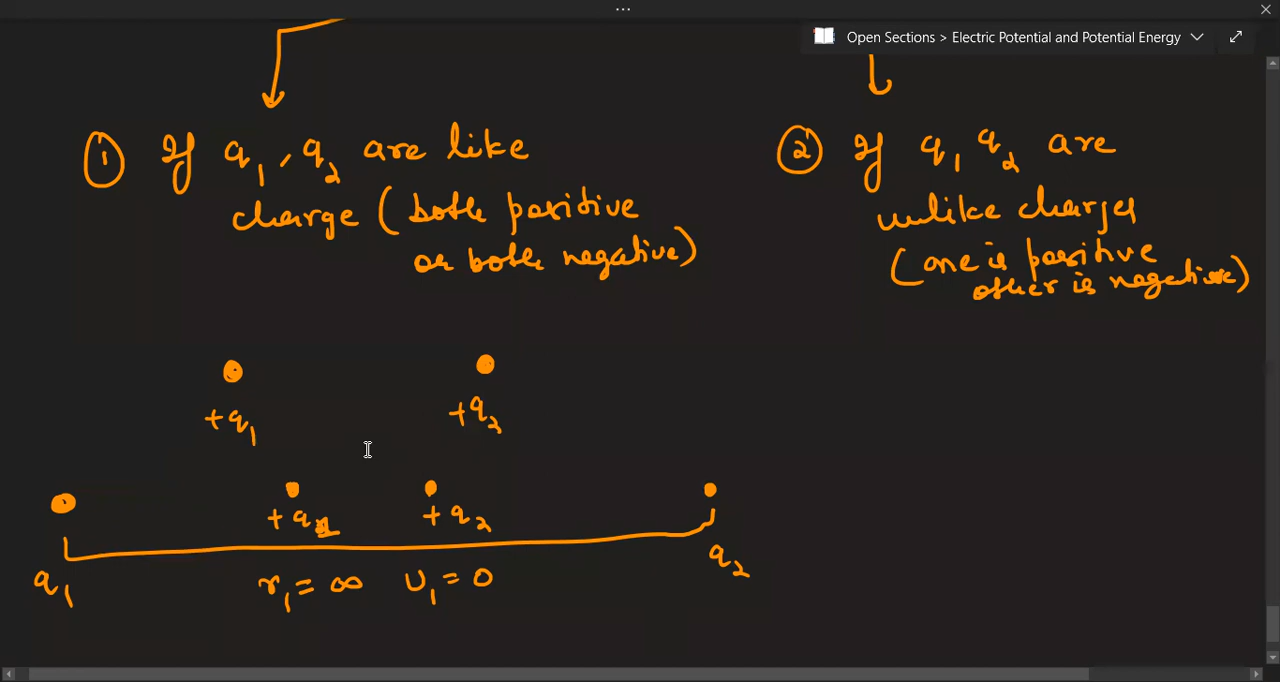 Open Sections > Electric Potential and Potential Energy
① If q₁, q₂ are like
charge (both positive
or both negative)
② If q₁ q₂ are
unlike charges
(one is positive
other is negative)
+q₁ +q₂
+q₁ +q₂
q₁ r₁ = ∞ U₁ = 0 q₂